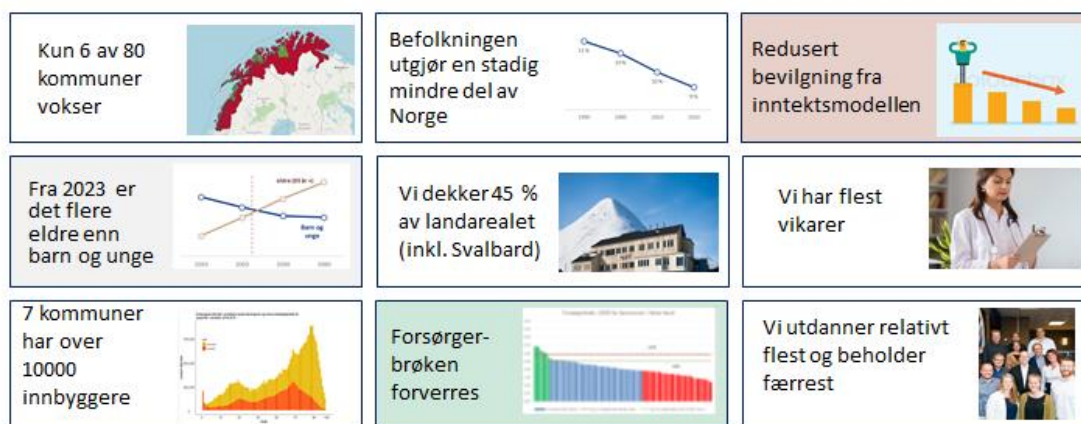 Kun 6 av 80
kommuner
vokser
Befolkningen
utgjør en stadig
mindre del av
Norge
Redusert
bevilgning fra
inntektsmodellen
Fra 2023 er
det flere
eldre enn
barn og unge
Barn og
unge
Vi dekker 45 %
av landarealet
(inkl. Svalbard)
Vi har flest
vikarer
7 kommuner
har over
10000
innbyggere
Forsørger-
brøken
forverres
Vi utdanner relativt
flest og beholder
færrest